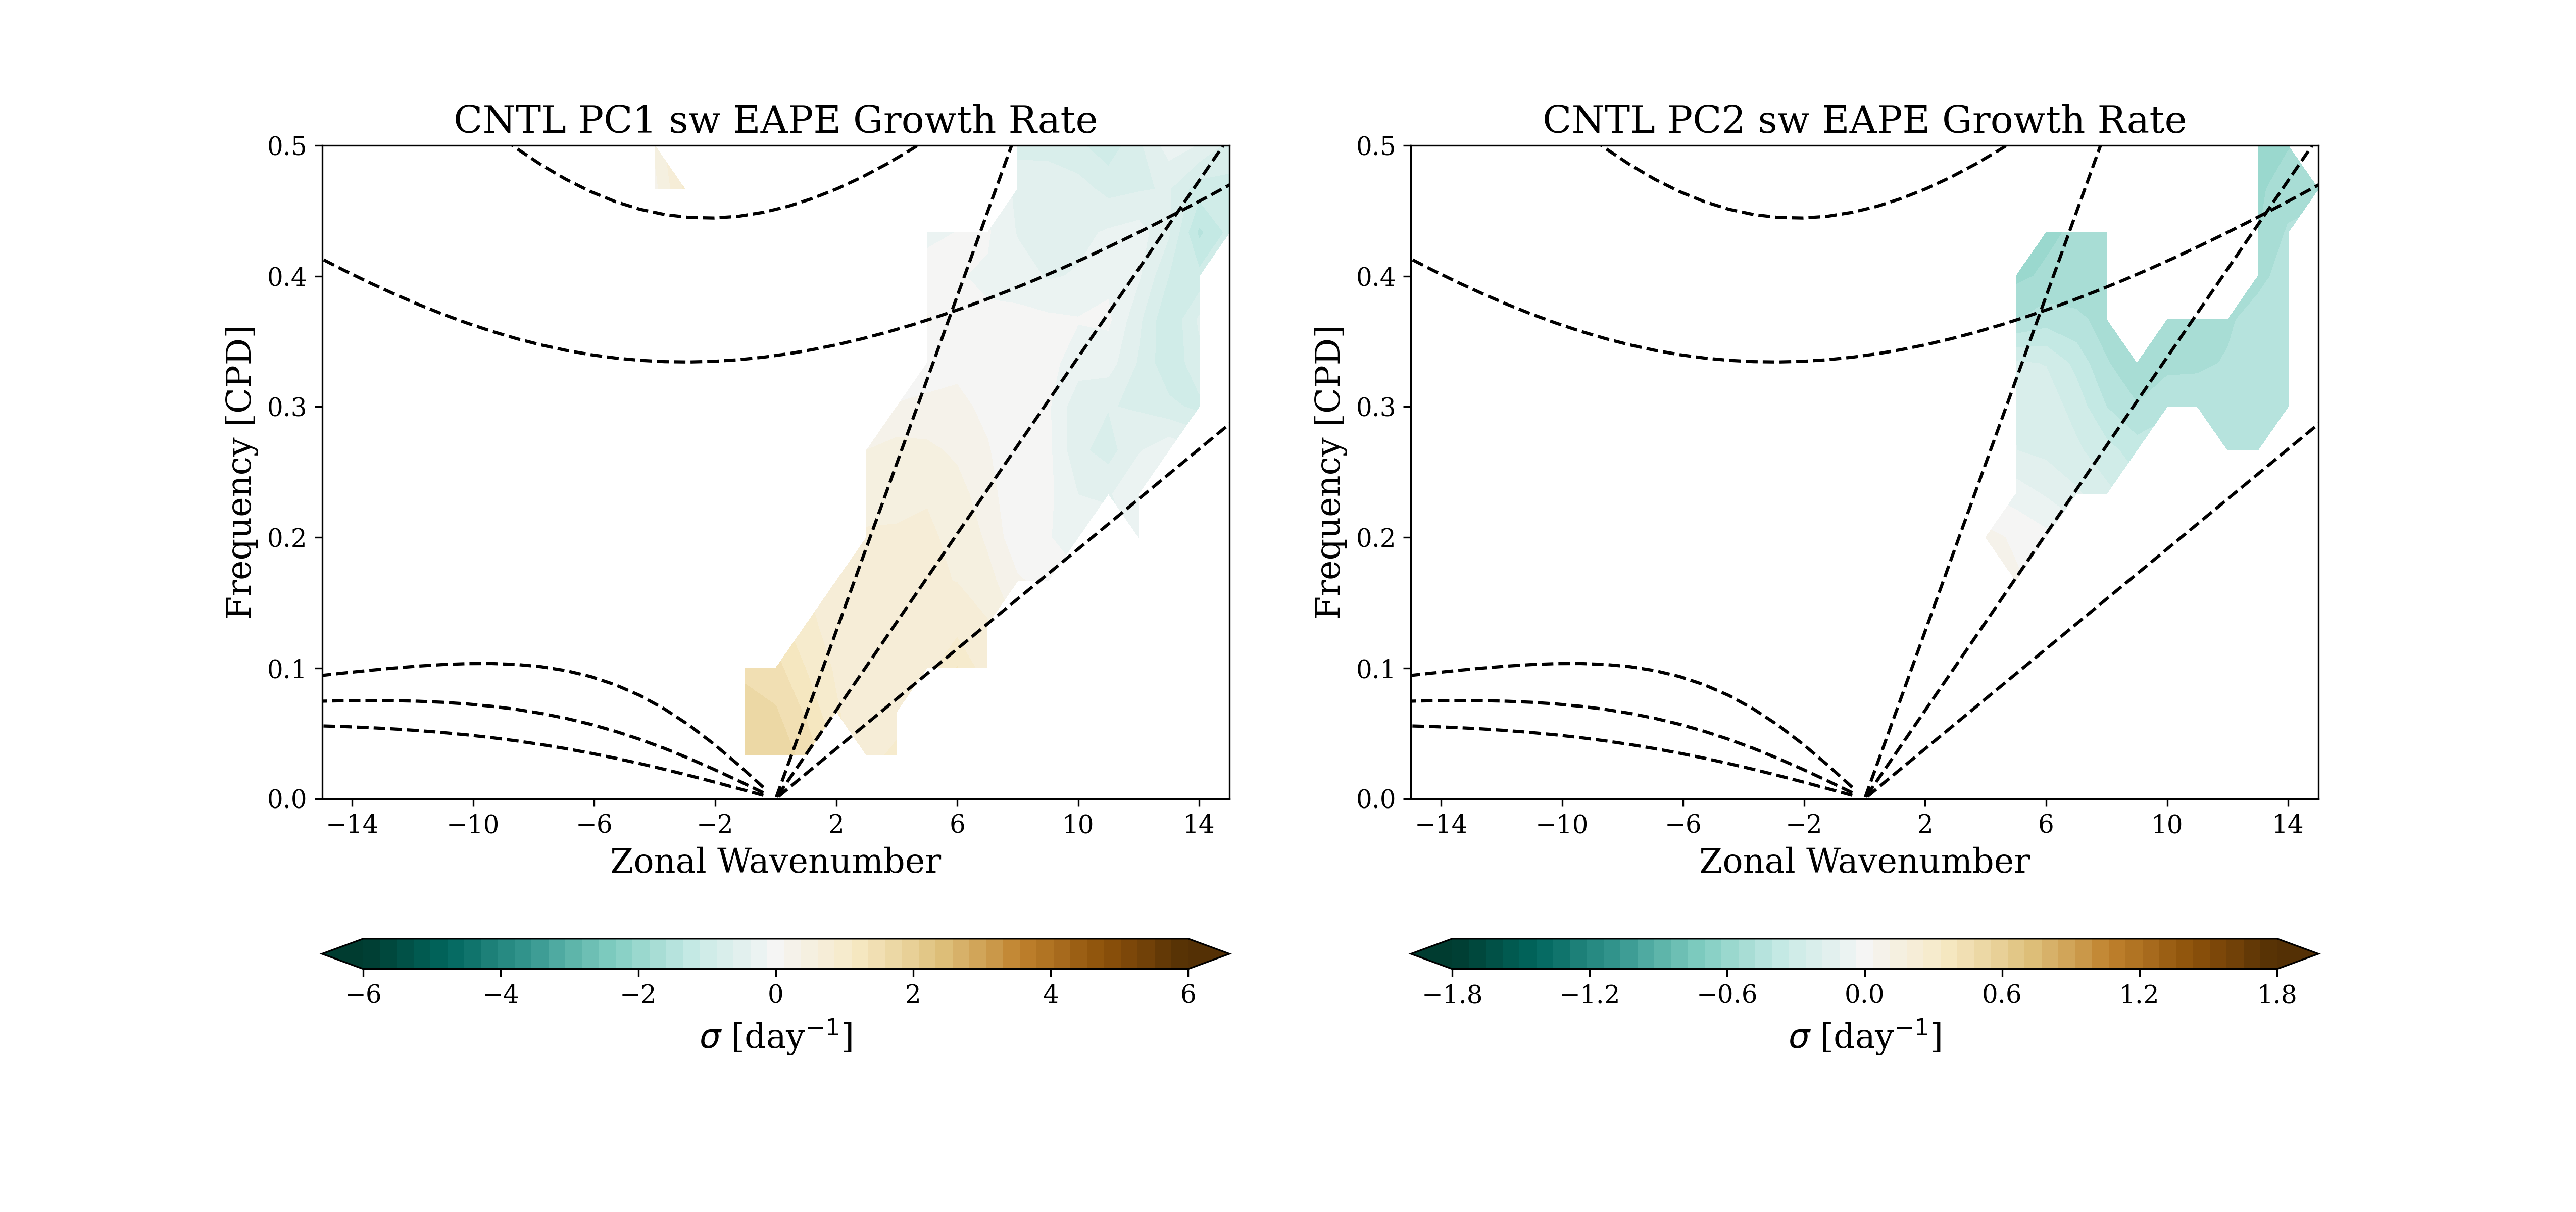 CNTL PC1 sw EAPE Growth Rate
0.5
0.4
0.3
0.2
0.1
0.0
Frequency [CPD]
−14 −10 −6 −2 2 6 10 14
Zonal Wavenumber
−6 −4 −2 0 2 4 6
σ [day⁻¹]
CNTL PC2 sw EAPE Growth Rate
0.5
0.4
0.3
0.2
0.1
0.0
Frequency [CPD]
−14 −10 −6 −2 2 6 10 14
Zonal Wavenumber
−1.8 −1.2 −0.6 0.0 0.6 1.2 1.8
σ [day⁻¹]